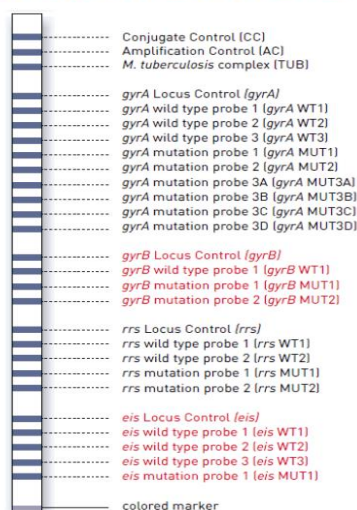 Conjugate Control (CC)
Amplification Control (AC)
M. tuberculosis complex (TUB)
gyrA Locus Control (gyrA)
gyrA wild type probe 1 (gyrA WT1)
gyrA wild type probe 2 (gyrA WT2)
gyrA wild type probe 3 (gyrA WT3)
gyrA mutation probe 1 (gyrA MUT1)
gyrA mutation probe 2 (gyrA MUT2)
gyrA mutation probe 3A (gyrA MUT3A)
gyrA mutation probe 3B (gyrA MUT3B)
gyrA mutation probe 3C (gyrA MUT3C)
gyrA mutation probe 3D (gyrA MUT3D)
gyrB Locus Control (gyrB)
gyrB wild type probe 1 (gyrB WT1)
gyrB mutation probe 1 (gyrB MUT1)
gyrB mutation probe 2 (gyrB MUT2)
rrs Locus Control (rrs)
rrs wild type probe 1 (rrs WT1)
rrs wild type probe 2 (rrs WT2)
rrs mutation probe 1 (rrs MUT1)
rrs mutation probe 2 (rrs MUT2)
eis Locus Control (eis)
eis wild type probe 1 (eis WT1)
eis wild type probe 2 (eis WT2)
eis wild type probe 3 (eis WT3)
eis mutation probe 1 (eis MUT1)
colored marker